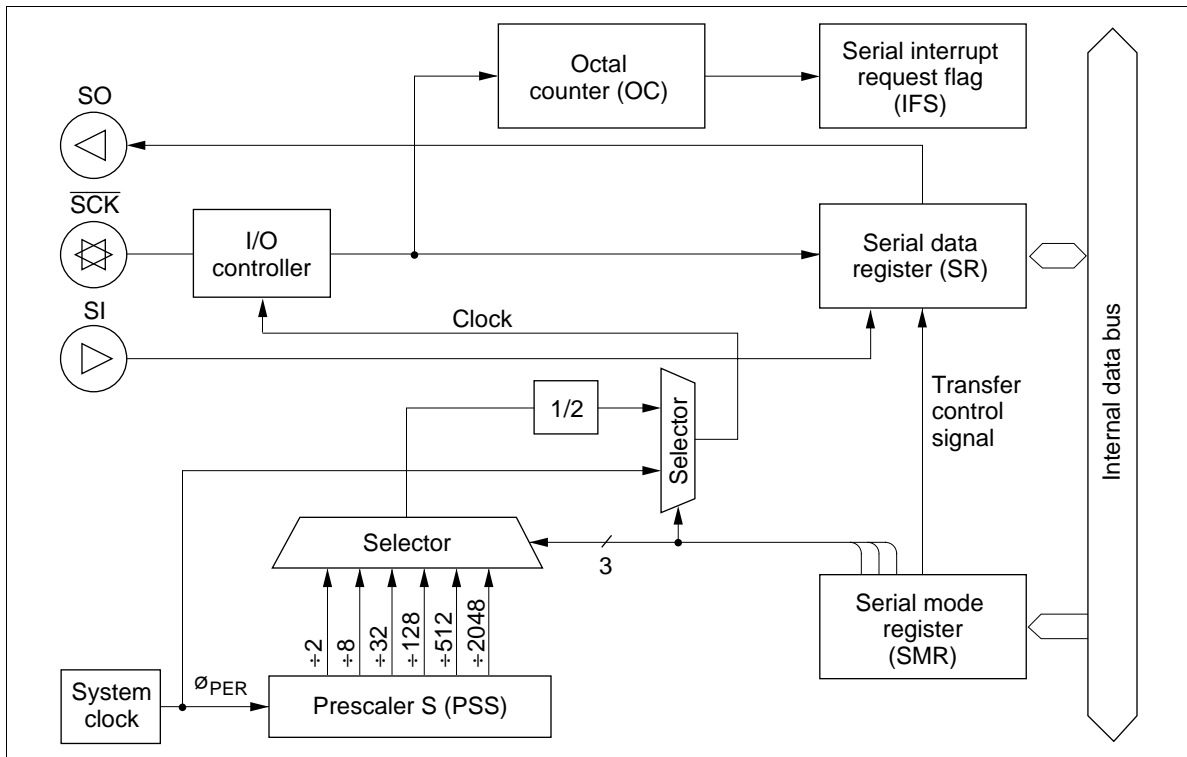 Octal
counter (OC)
Serial interrupt
request flag
(IFS)
SO
SCK
I/O
controller
Serial data
register (SR)
SI
Clock
Transfer
control
signal
1/2
Selector
Internal data bus
Selector
3
÷2
÷8
÷32
÷128
÷512
÷2048
Serial mode
register
(SMR)
System
clock
øPER
Prescaler S (PSS)